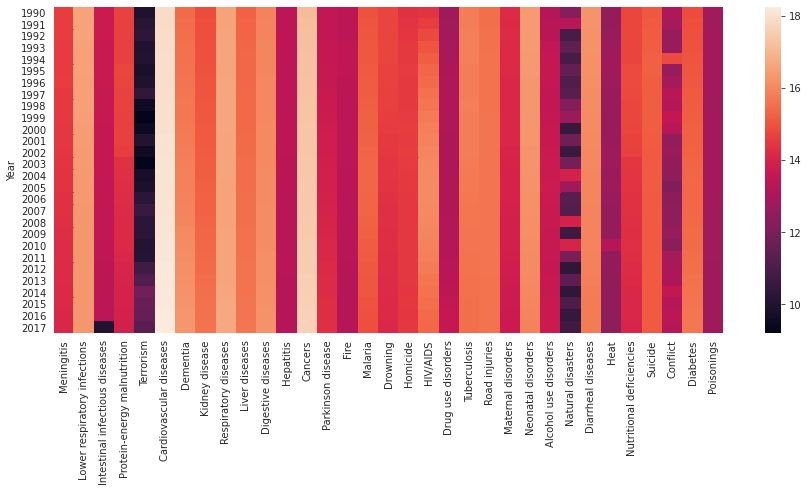 Year
1990
1991
1992
1993
1994
1995
1996
1997
1998
1999
2000
2001
2002
2003
2004
2005
2006
2007
2008
2009
2010
2011
2012
2013
2014
2015
2016
2017
Meningitis
Lower respiratory infections
Intestinal infectious diseases
Protein-energy malnutrition
Terrorism
Cardiovascular diseases
Dementia
Kidney disease
Respiratory diseases
Liver diseases
Digestive diseases
Hepatitis
Cancers
Parkinson disease
Fire
Malaria
Drowning
Homicide
HIV/AIDS
Drug use disorders
Tuberculosis
Road injuries
Maternal disorders
Neonatal disorders
Alcohol use disorders
Natural disasters
Diarrheal diseases
Heat
Nutritional deficiencies
Suicide
Conflict
Diabetes
Poisonings
18
16
14
12
10